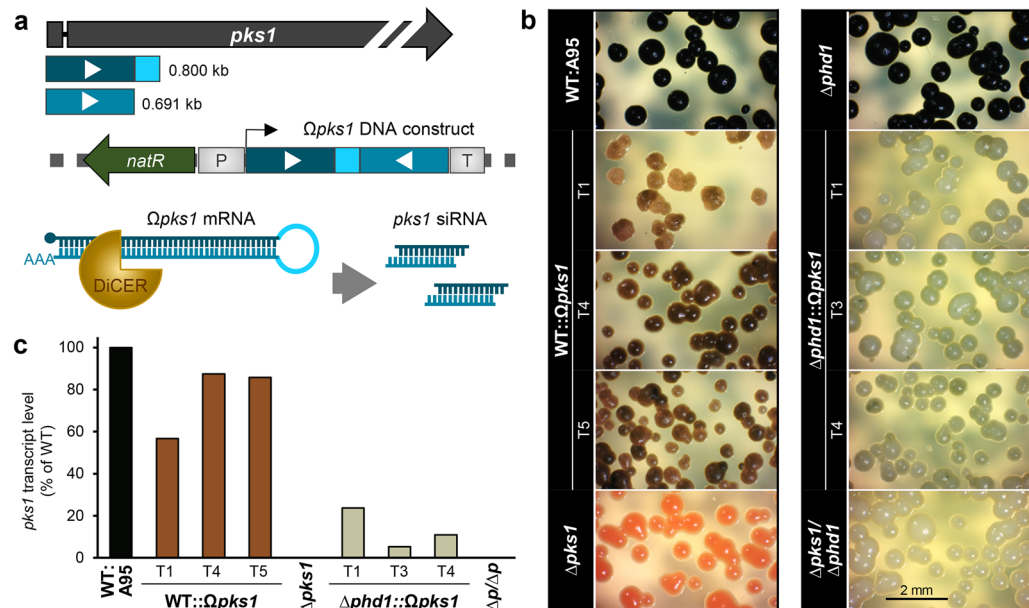 a
pks1
0.800 kb
0.691 kb
Ωpks1 DNA construct
natR
P
T
Ωpks1 mRNA
pks1 siRNA
AAA
DiCER
b
WT:A95
WT::Ωpks1
T1
T4
T5
Δpks1
Δphd1
Δphd1::Ωpks1
T1
T3
T4
Δpks1/
Δphd1
2 mm
c
pks1 transcript level
(% of WT)
100
80
60
40
20
0
WT::
A95
T1
T4
T5
WT::Ωpks1
Δpks1
T1
T3
T4
Δphd1::Ωpks1
Δp/Δp